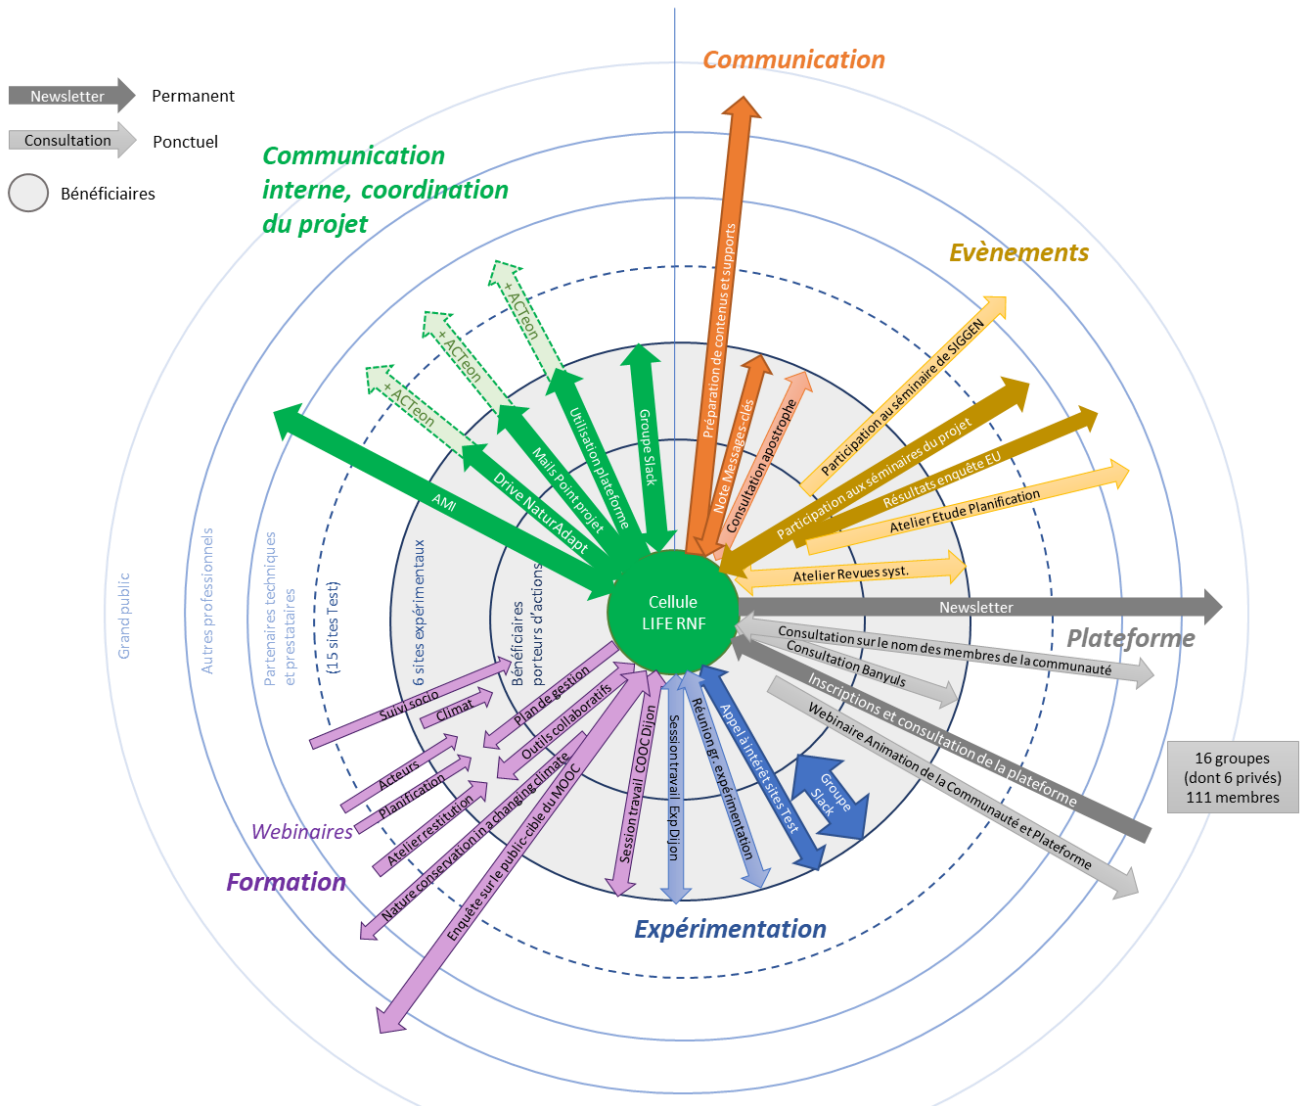 Communication
Newsletter
Permanent
Consultation
Ponctuel
Bénéficiaires
Communication
interne, coordination
du projet
Evènements
+ ACTeon
+ ACTeon
+ ACTeon
AMI
Drive NaturAdapt
Mails Point projet
Utilisation plateforme
Groupe Slack
Préparation de contenus et supports
Note Messages-clés
Consultation apostrophe
Participation au séminaire de SIGGEN
Participation aux séminaires du projet
Résultats enquête EU
Atelier Etude Planification
Atelier Revues syst.
Grand public
Autres professionnels
Partenaires techniques
et prestataires
(15 sites Test)
6 sites expérimentaux
Bénéficiaires
porteurs d'actions
Cellule
LIFE RNF
Newsletter
Plateforme
Consultation sur le nom des membres de la communauté
Consultation Banyuls
Inscriptions et consultation de la plateforme
Webinaire Animation de la Communauté et Plateforme
16 groupes
(dont 6 privés)
111 membres
Suivi socio
Climat
Acteurs
Planification
Atelier restitution
Plan de gestion
Outils collaboratifs
Nature conservation in a changing climate
Enquête sur le public-cible du MOOC
Webinaires
Formation
Session travail COOC Dijon
Session travail Exp Dijon
Réunion gr. expérimentation
Appel à intérêt sites Test
Groupe
Slack
Expérimentation